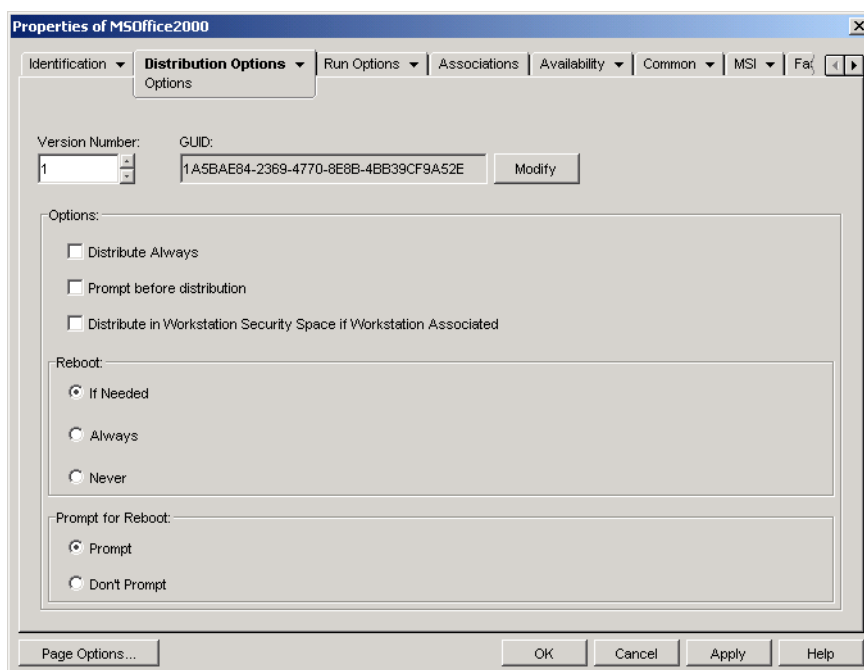 Properties of MSOffice2000
Identification Distribution Options Run Options Associations Availability Common MSI
Options
Version Number: GUID:
1 1A5BAE84-2369-4770-8E8B-4BB39CF9A52E Modify
Options:
Distribute Always
Prompt before distribution
Distribute in Workstation Security Space if Workstation Associated
Reboot:
If Needed
Always
Never
Prompt for Reboot:
Prompt
Don't Prompt
Page Options... OK Cancel Apply Help